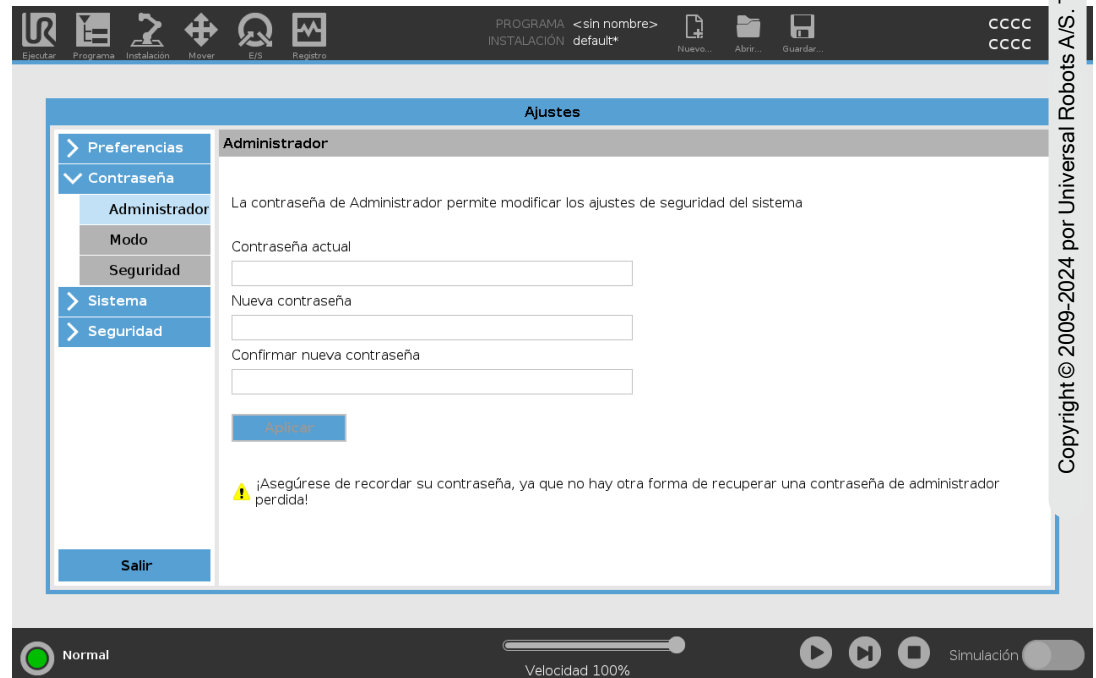 PROGRAMA <sin nombre>
INSTALACIÓN default*
cccc
cccc
UR
Ejecutar Programa Instalación Mover E/S Registro
Nuevo... Abrir... Guardar...
Ajustes
Preferencias
Contraseña
Administrador
Modo
Seguridad
Sistema
Seguridad
Salir
Administrador
La contraseña de Administrador permite modificar los ajustes de seguridad del sistema
Contraseña actual
Nueva contraseña
Confirmar nueva contraseña
Aplicar
¡Asegúrese de recordar su contraseña, ya que no hay otra forma de recuperar una contraseña de administrador
perdida!
Normal
Velocidad 100%
Simulación
Copyright © 2009-2024 por Universal Robots A/S.